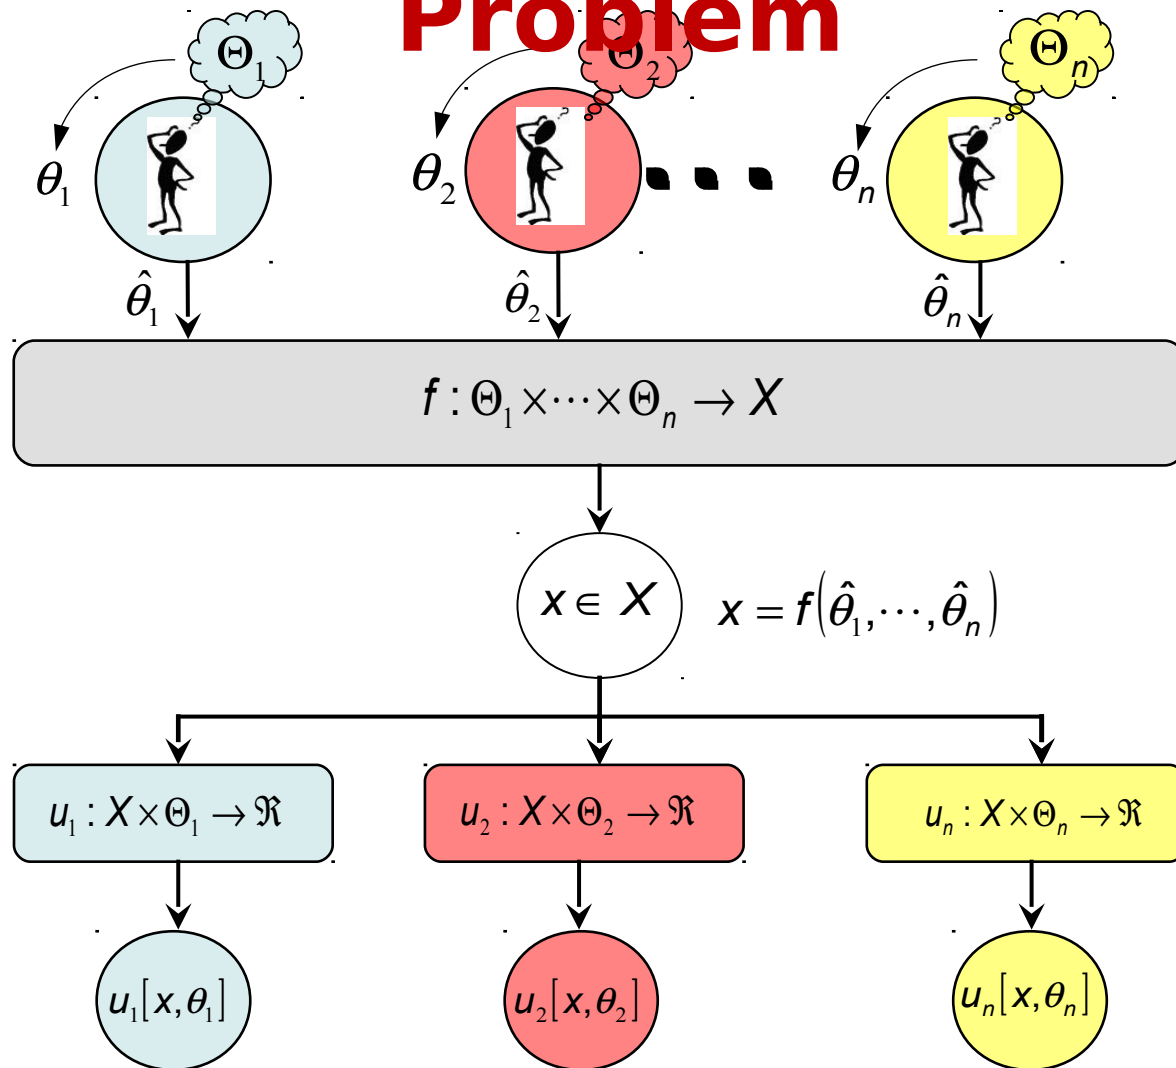 Problem
Θ₁ Θ₂ Θₙ
θ₁ θ₂ ... θₙ
θ̂₁ θ̂₂ θ̂ₙ
f : Θ₁×⋯×Θₙ → X
x ∈ X x = f(θ̂₁,⋯,θ̂ₙ)
u₁ : X×Θ₁ → ℜ u₂ : X×Θ₂ → ℜ uₙ : X×Θₙ → ℜ
u₁[x,θ₁] u₂[x,θ₂] uₙ[x,θₙ]